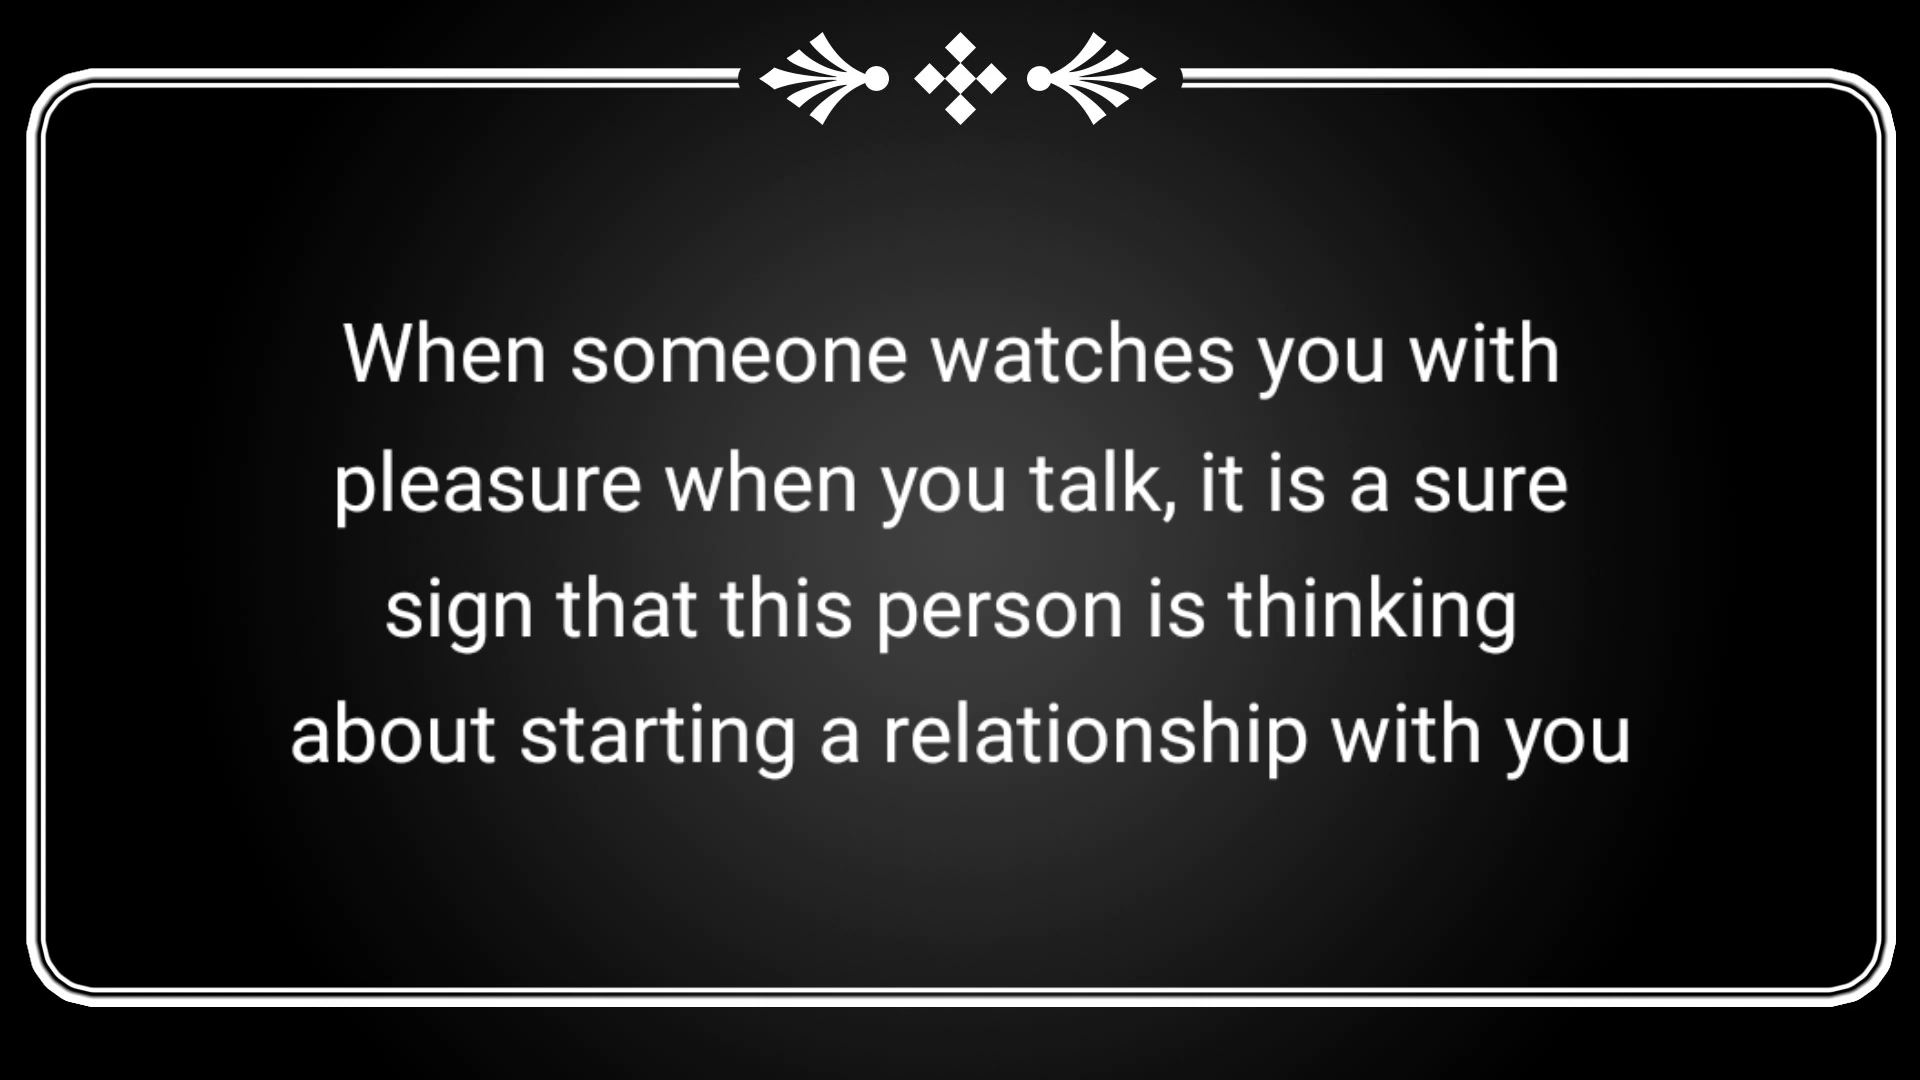 When someone watches you with
pleasure when you talk, it is a sure
sign that this person is thinking
about starting a relationship with you